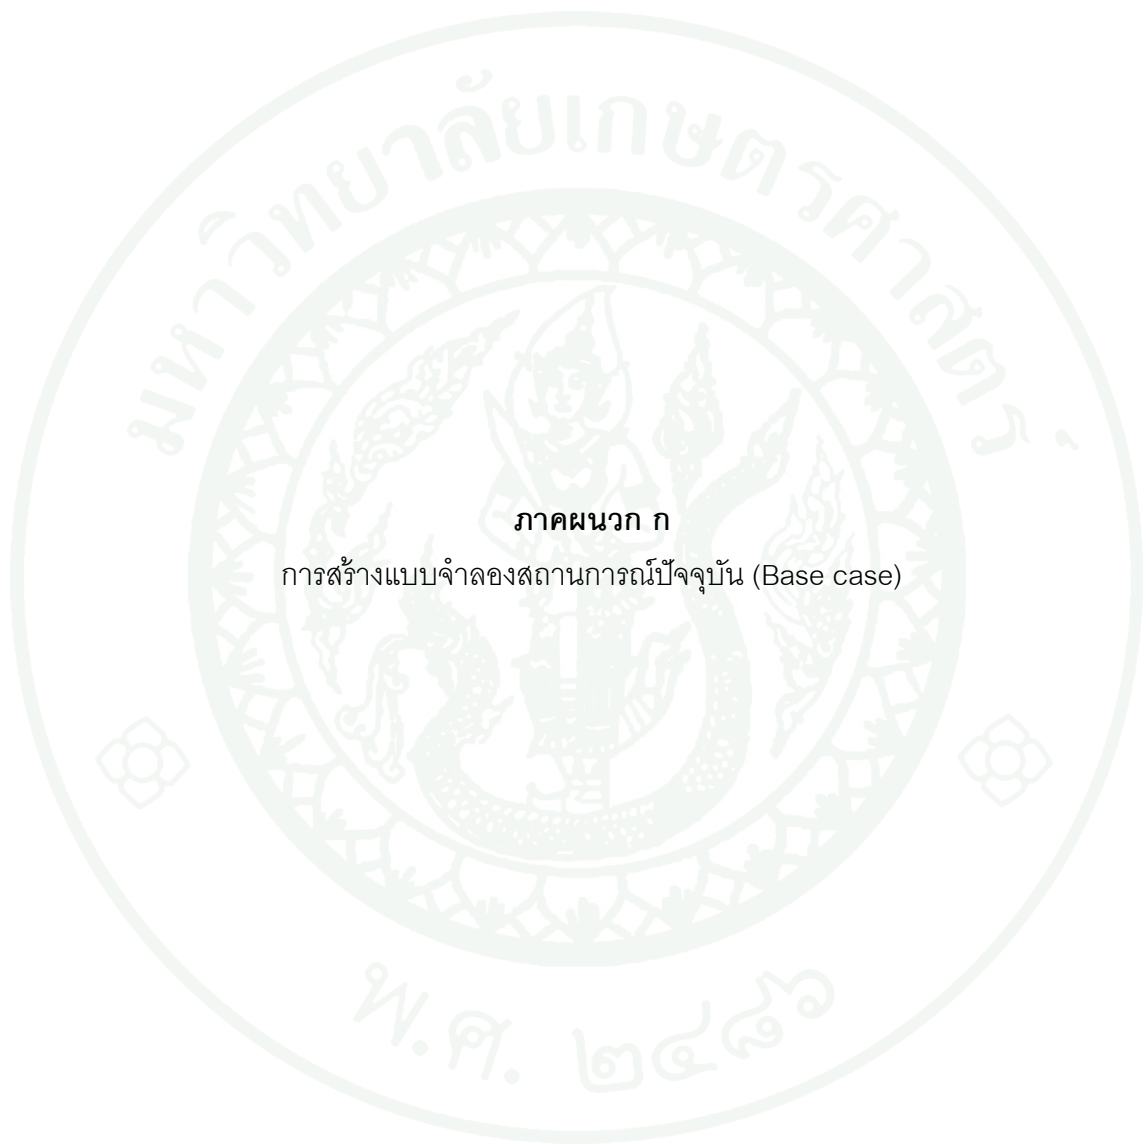 มหาวิทยาลัยเกษตรศาสตร์
ภาคผนวก ก
การสร้างแบบจำลองสถานการณ์ปัจจุบัน (Base case)
พ.ศ. ๒๔๘๖